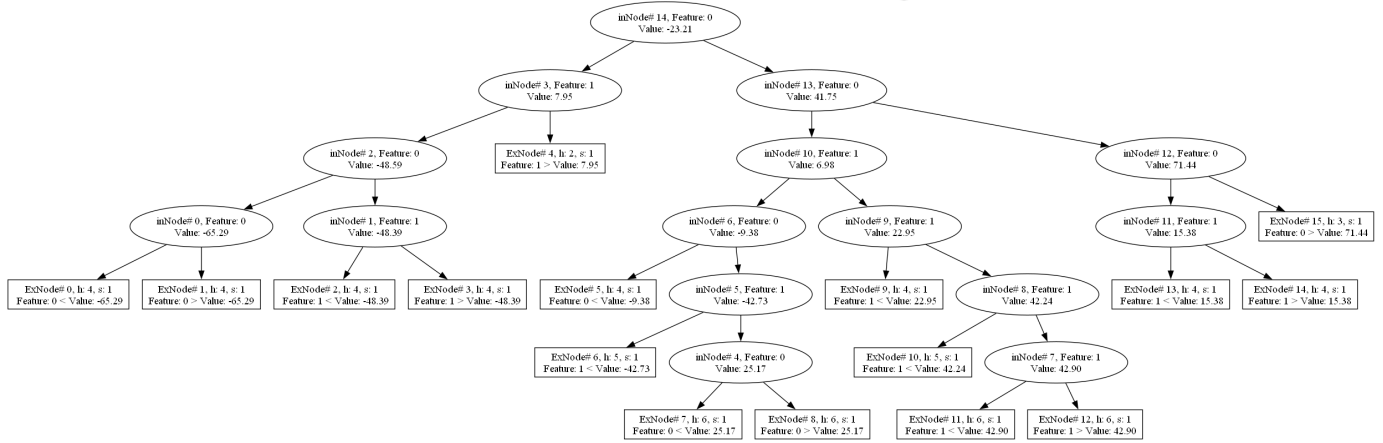 inNode# 14, Feature: 0
Value: -23.21
inNode# 3, Feature: 1
Value: 7.95
inNode# 13, Feature: 0
Value: 41.75
inNode# 2, Feature: 0
Value: -48.59
ExNode# 4, h: 2, s: 1
Feature: 1 > Value: 7.95
inNode# 10, Feature: 1
Value: 6.98
inNode# 12, Feature: 0
Value: 71.44
inNode# 0, Feature: 0
Value: -65.29
inNode# 1, Feature: 1
Value: -48.39
inNode# 6, Feature: 0
Value: -9.38
inNode# 9, Feature: 1
Value: 22.95
inNode# 11, Feature: 1
Value: 15.38
ExNode# 15, h: 3, s: 1
Feature: 0 > Value: 71.44
ExNode# 0, h: 4, s: 1
Feature: 0 < Value: -65.29
ExNode# 1, h: 4, s: 1
Feature: 0 > Value: -65.29
ExNode# 2, h: 4, s: 1
Feature: 1 < Value: -48.39
ExNode# 3, h: 4, s: 1
Feature: 1 > Value: -48.39
ExNode# 5, h: 4, s: 1
Feature: 0 < Value: -9.38
inNode# 5, Feature: 1
Value: -42.73
ExNode# 9, h: 4, s: 1
Feature: 1 < Value: 22.95
inNode# 8, Feature: 1
Value: 42.24
ExNode# 13, h: 4, s: 1
Feature: 1 < Value: 15.38
ExNode# 14, h: 4, s: 1
Feature: 1 > Value: 15.38
ExNode# 6, h: 5, s: 1
Feature: 1 < Value: -42.73
inNode# 4, Feature: 0
Value: 25.17
ExNode# 10, h: 5, s: 1
Feature: 1 < Value: 42.24
inNode# 7, Feature: 1
Value: 42.90
ExNode# 7, h: 6, s: 1
Feature: 0 < Value: 25.17
ExNode# 8, h: 6, s: 1
Feature: 0 > Value: 25.17
ExNode# 11, h: 6, s: 1
Feature: 1 < Value: 42.90
ExNode# 12, h: 6, s: 1
Feature: 1 > Value: 42.90